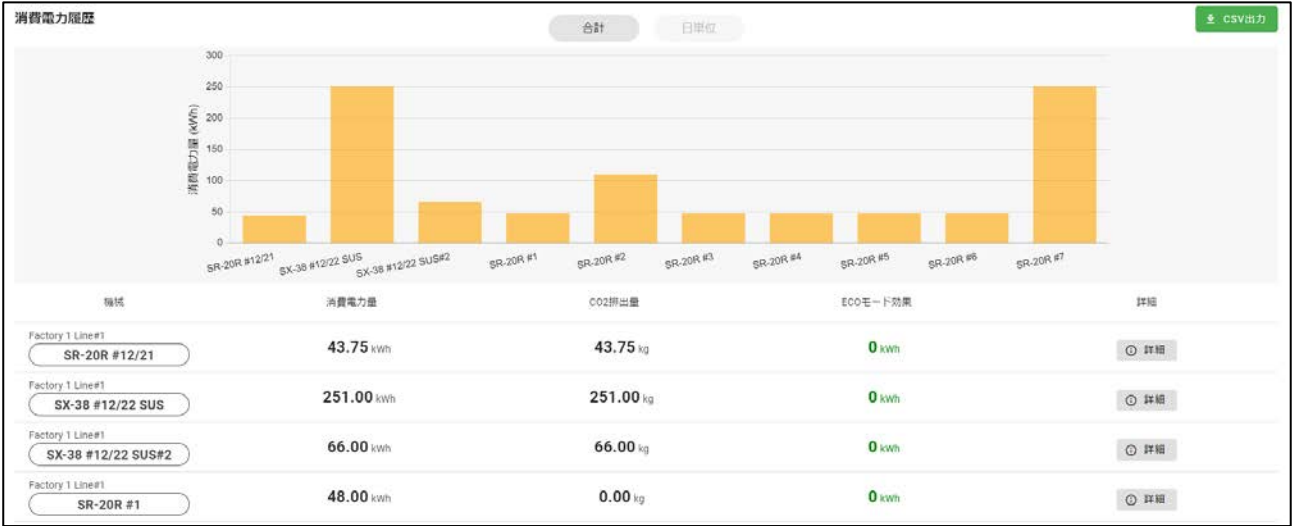 消費電力履歴
合計
日単位
CSV出力
300
250
200
150
100
50
0
消費電力量 (kWh)
SR-20R #12/21
SX-38 #12/22 SUS
SX-38 #12/22 SUS#2
SR-20R #1
SR-20R #2
SR-20R #3
SR-20R #4
SR-20R #5
SR-20R #6
SR-20R #7
機械 消費電力量 CO2排出量 ECOモード効果 詳細
Factory 1 Line#1
SR-20R #12/21 43.75 kWh 43.75 kg 0 kWh 詳細
Factory 1 Line#1
SX-38 #12/22 SUS 251.00 kWh 251.00 kg 0 kWh 詳細
Factory 1 Line#1
SX-38 #12/22 SUS#2 66.00 kWh 66.00 kg 0 kWh 詳細
Factory 1 Line#1
SR-20R #1 48.00 kWh 0.00 kg 0 kWh 詳細